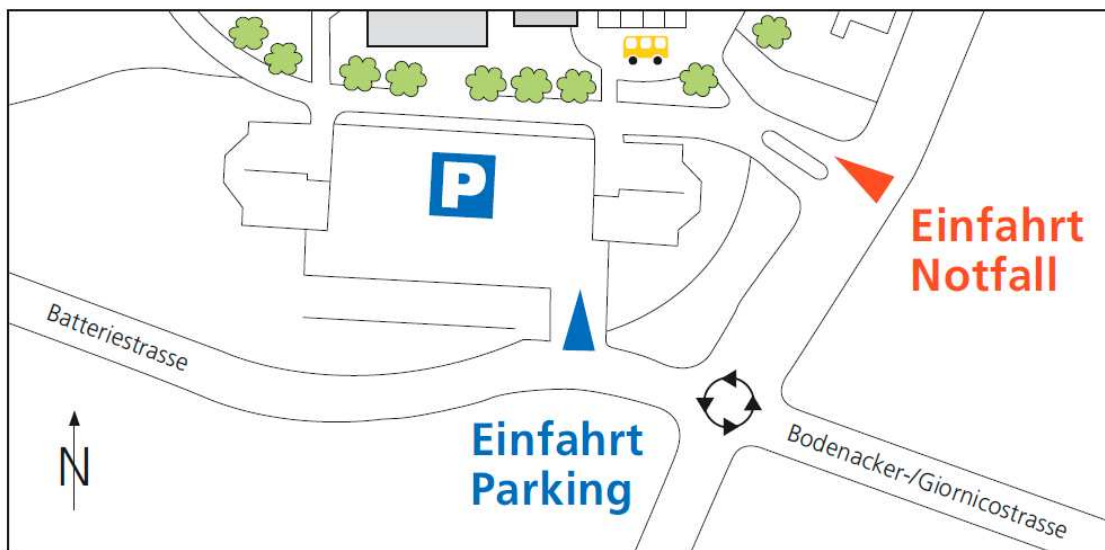 P
Einfahrt
Notfall
Batteriestrasse
Einfahrt
Parking
N
Bodenacker-/Giornicostrasse